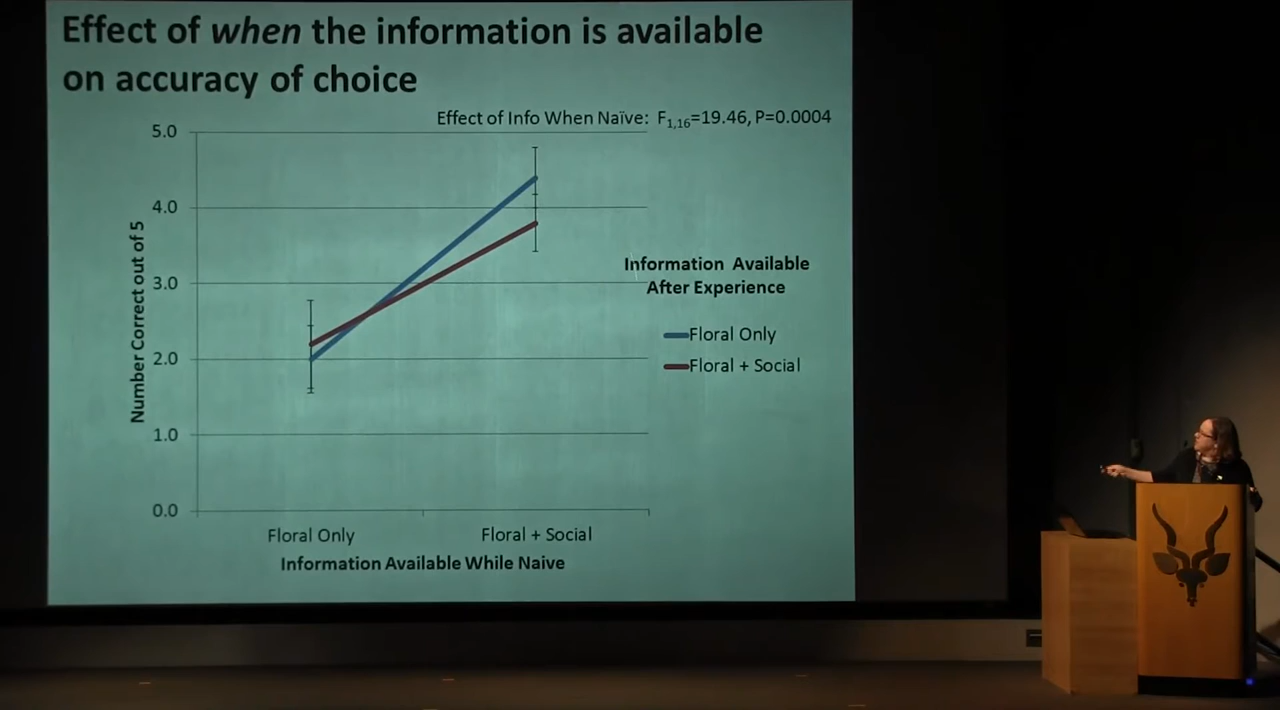 Effect of when the information is available
on accuracy of choice
Effect of Info When Naïve: F1,16=19.46, P=0.0004
5.0
4.0
3.0
2.0
1.0
0.0
Number Correct out of 5
Information Available
After Experience
Floral Only
Floral + Social
Floral Only
Floral + Social
Information Available While Naive